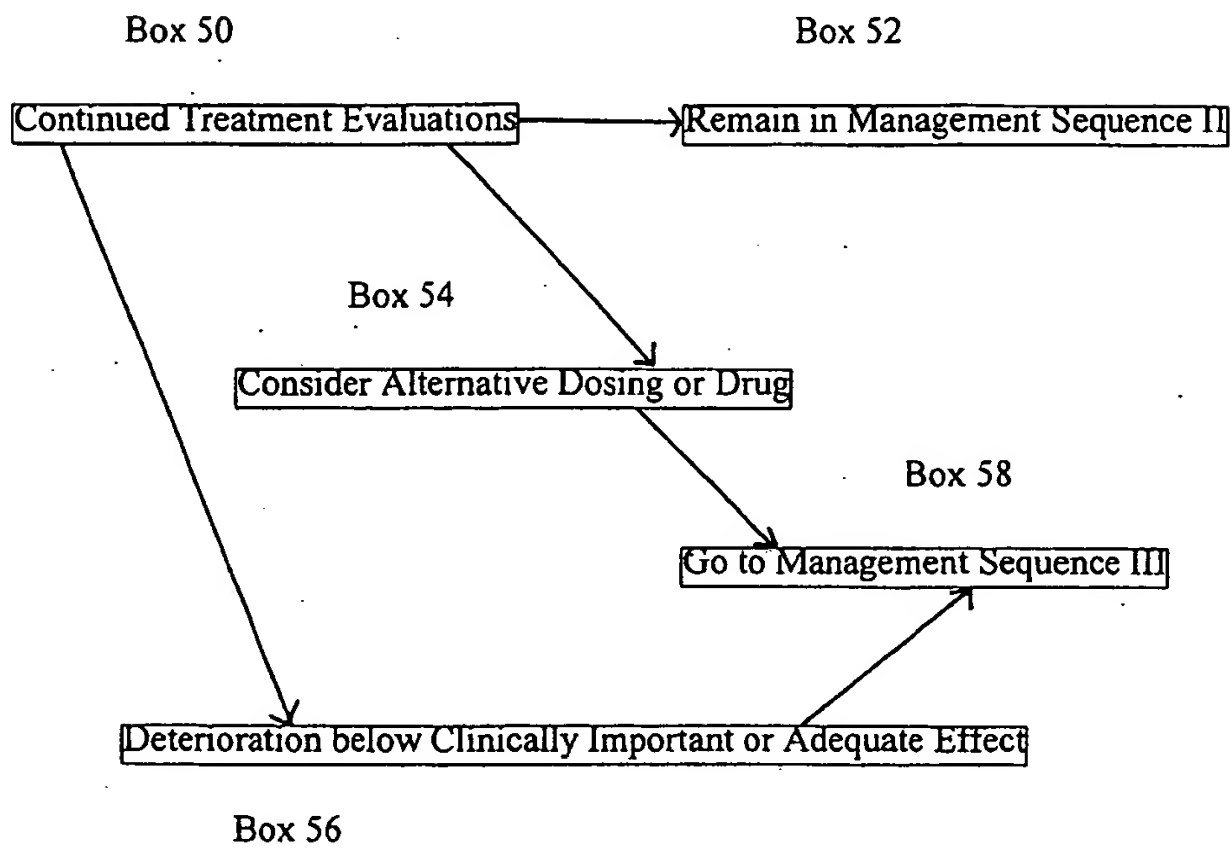 Box 50
Box 52
Continued Treatment Evaluations
Remain in Management Sequence II
Box 54
Consider Alternative Dosing or Drug
Box 58
Go to Management Sequence III
Deterioration below Clinically Important or Adequate Effect
Box 56